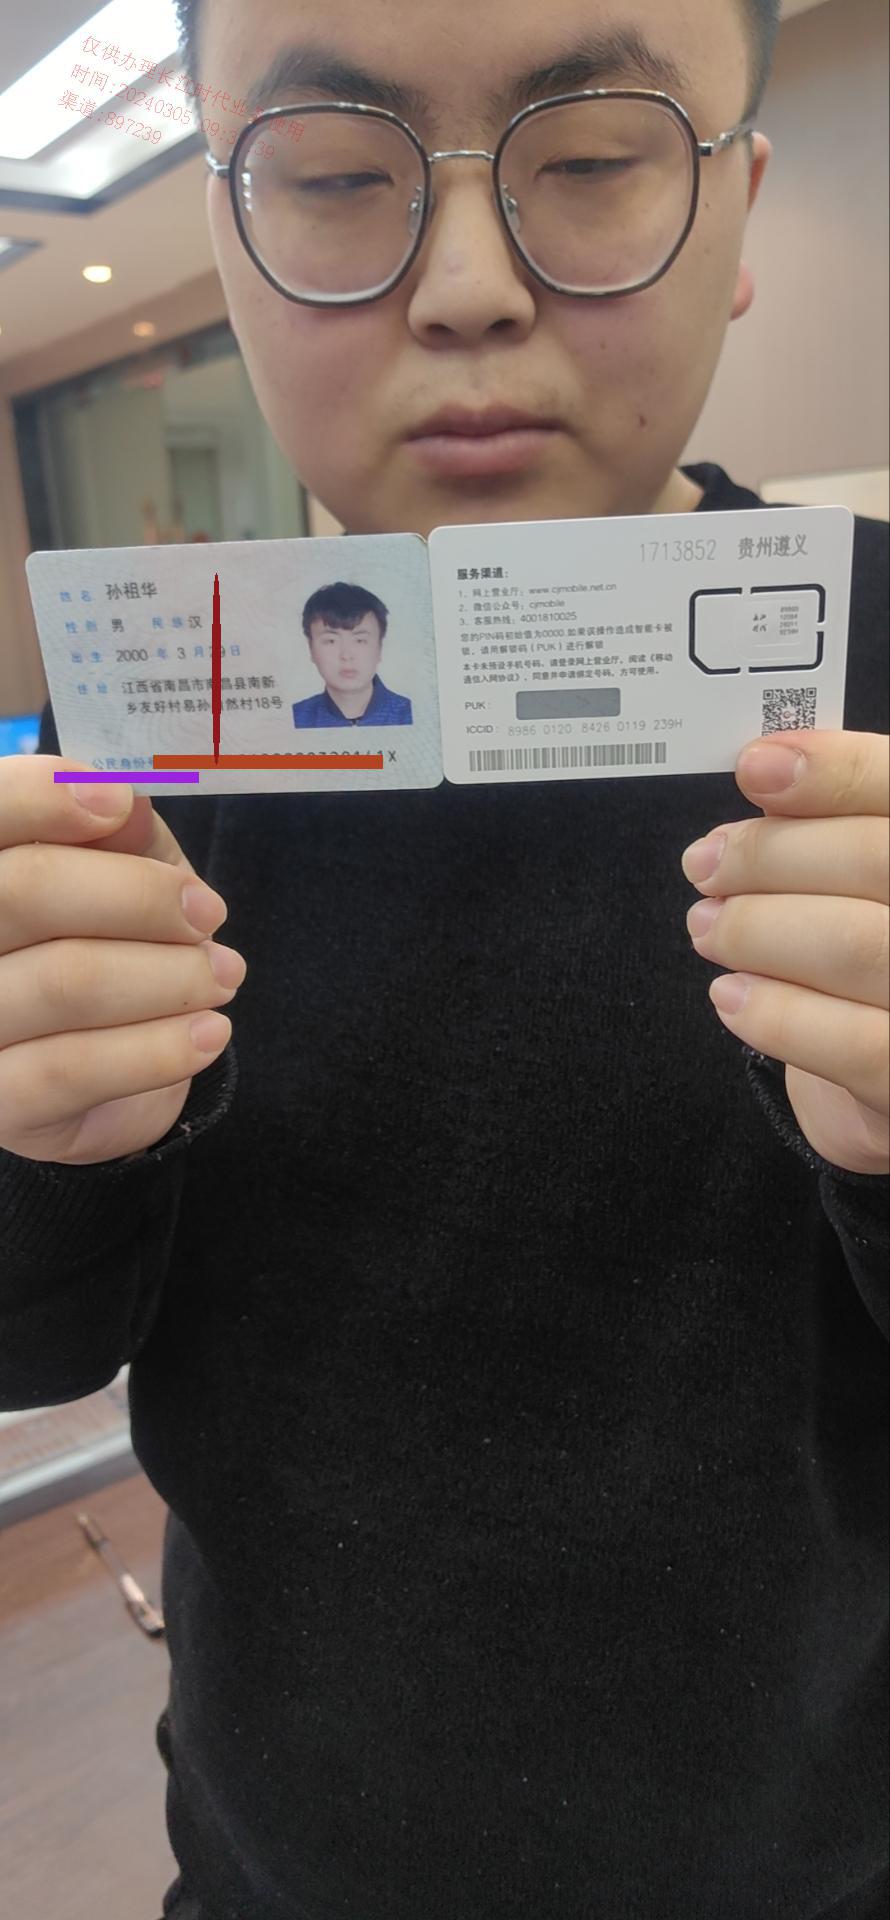 仅供办理长江时代业务使用
时间:20240305 09:3 :39
渠道:897239
姓名 孙祖华
性别 男 民族 汉
出生 2000 年 3 月 日
住址 江西省南昌市南昌县南新
乡友好村易孙自然村18号
公民身份 X
1713852 贵州遵义
服务渠道:
1、网上营业厅: www.cjmobile.net.cn
2、微信公众号: cjmobile
3、客服热线: 4001810025
您的PIN码初始值为0000.如果误操作造成智能卡被
锁，请用解锁码（PUK）进行解锁
本卡未预设手机号码，请登录网上营业厅，阅读《移动
通信入网协议》，同意并申请绑定号码，方可使用。
PUK:
ICCID: 8986 0120 8426 0119 239H